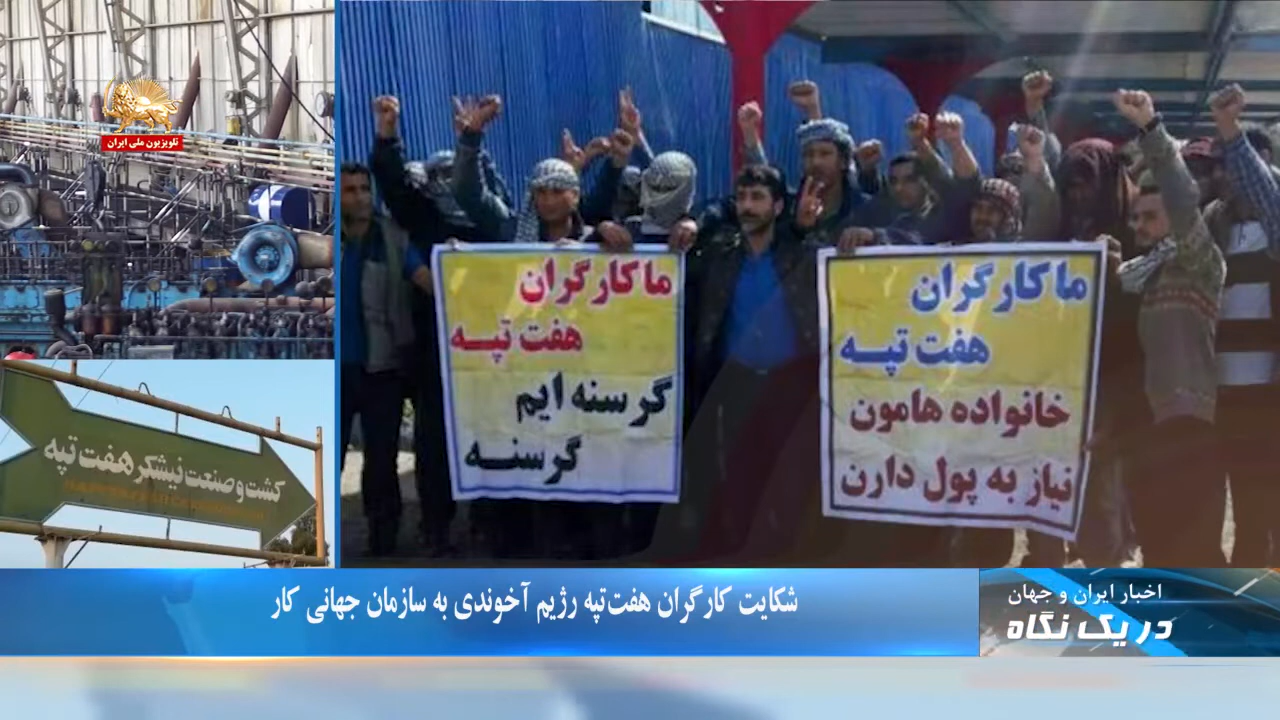 تلویزیون ملی ایران
ما کارگران
هفت تپه
گرسنه ایم
گرسنه
ما کارگران
هفت تپه
خانواده هامون
نیاز به پول دارن
کشت و صنعت نیشکر هفت تپه
شکایت کارگران هفت‌تپه رژیم آخوندی به سازمان جهانی کار
اخبار ایران و جهان
در یک نگاه